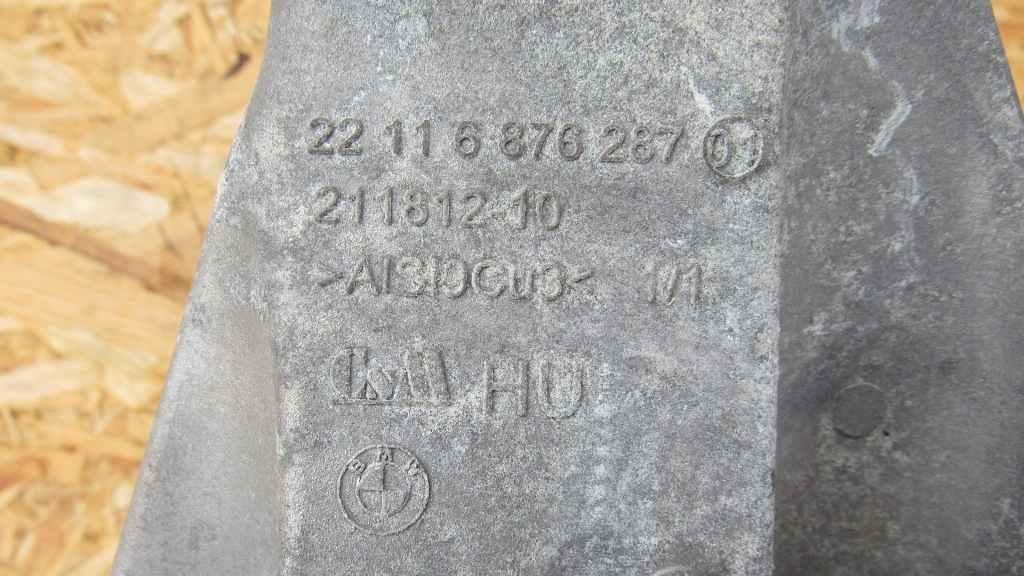 22 11 6 876 287 01
211812-10
>AlSi9Cu3< 1/1
HU
BMW